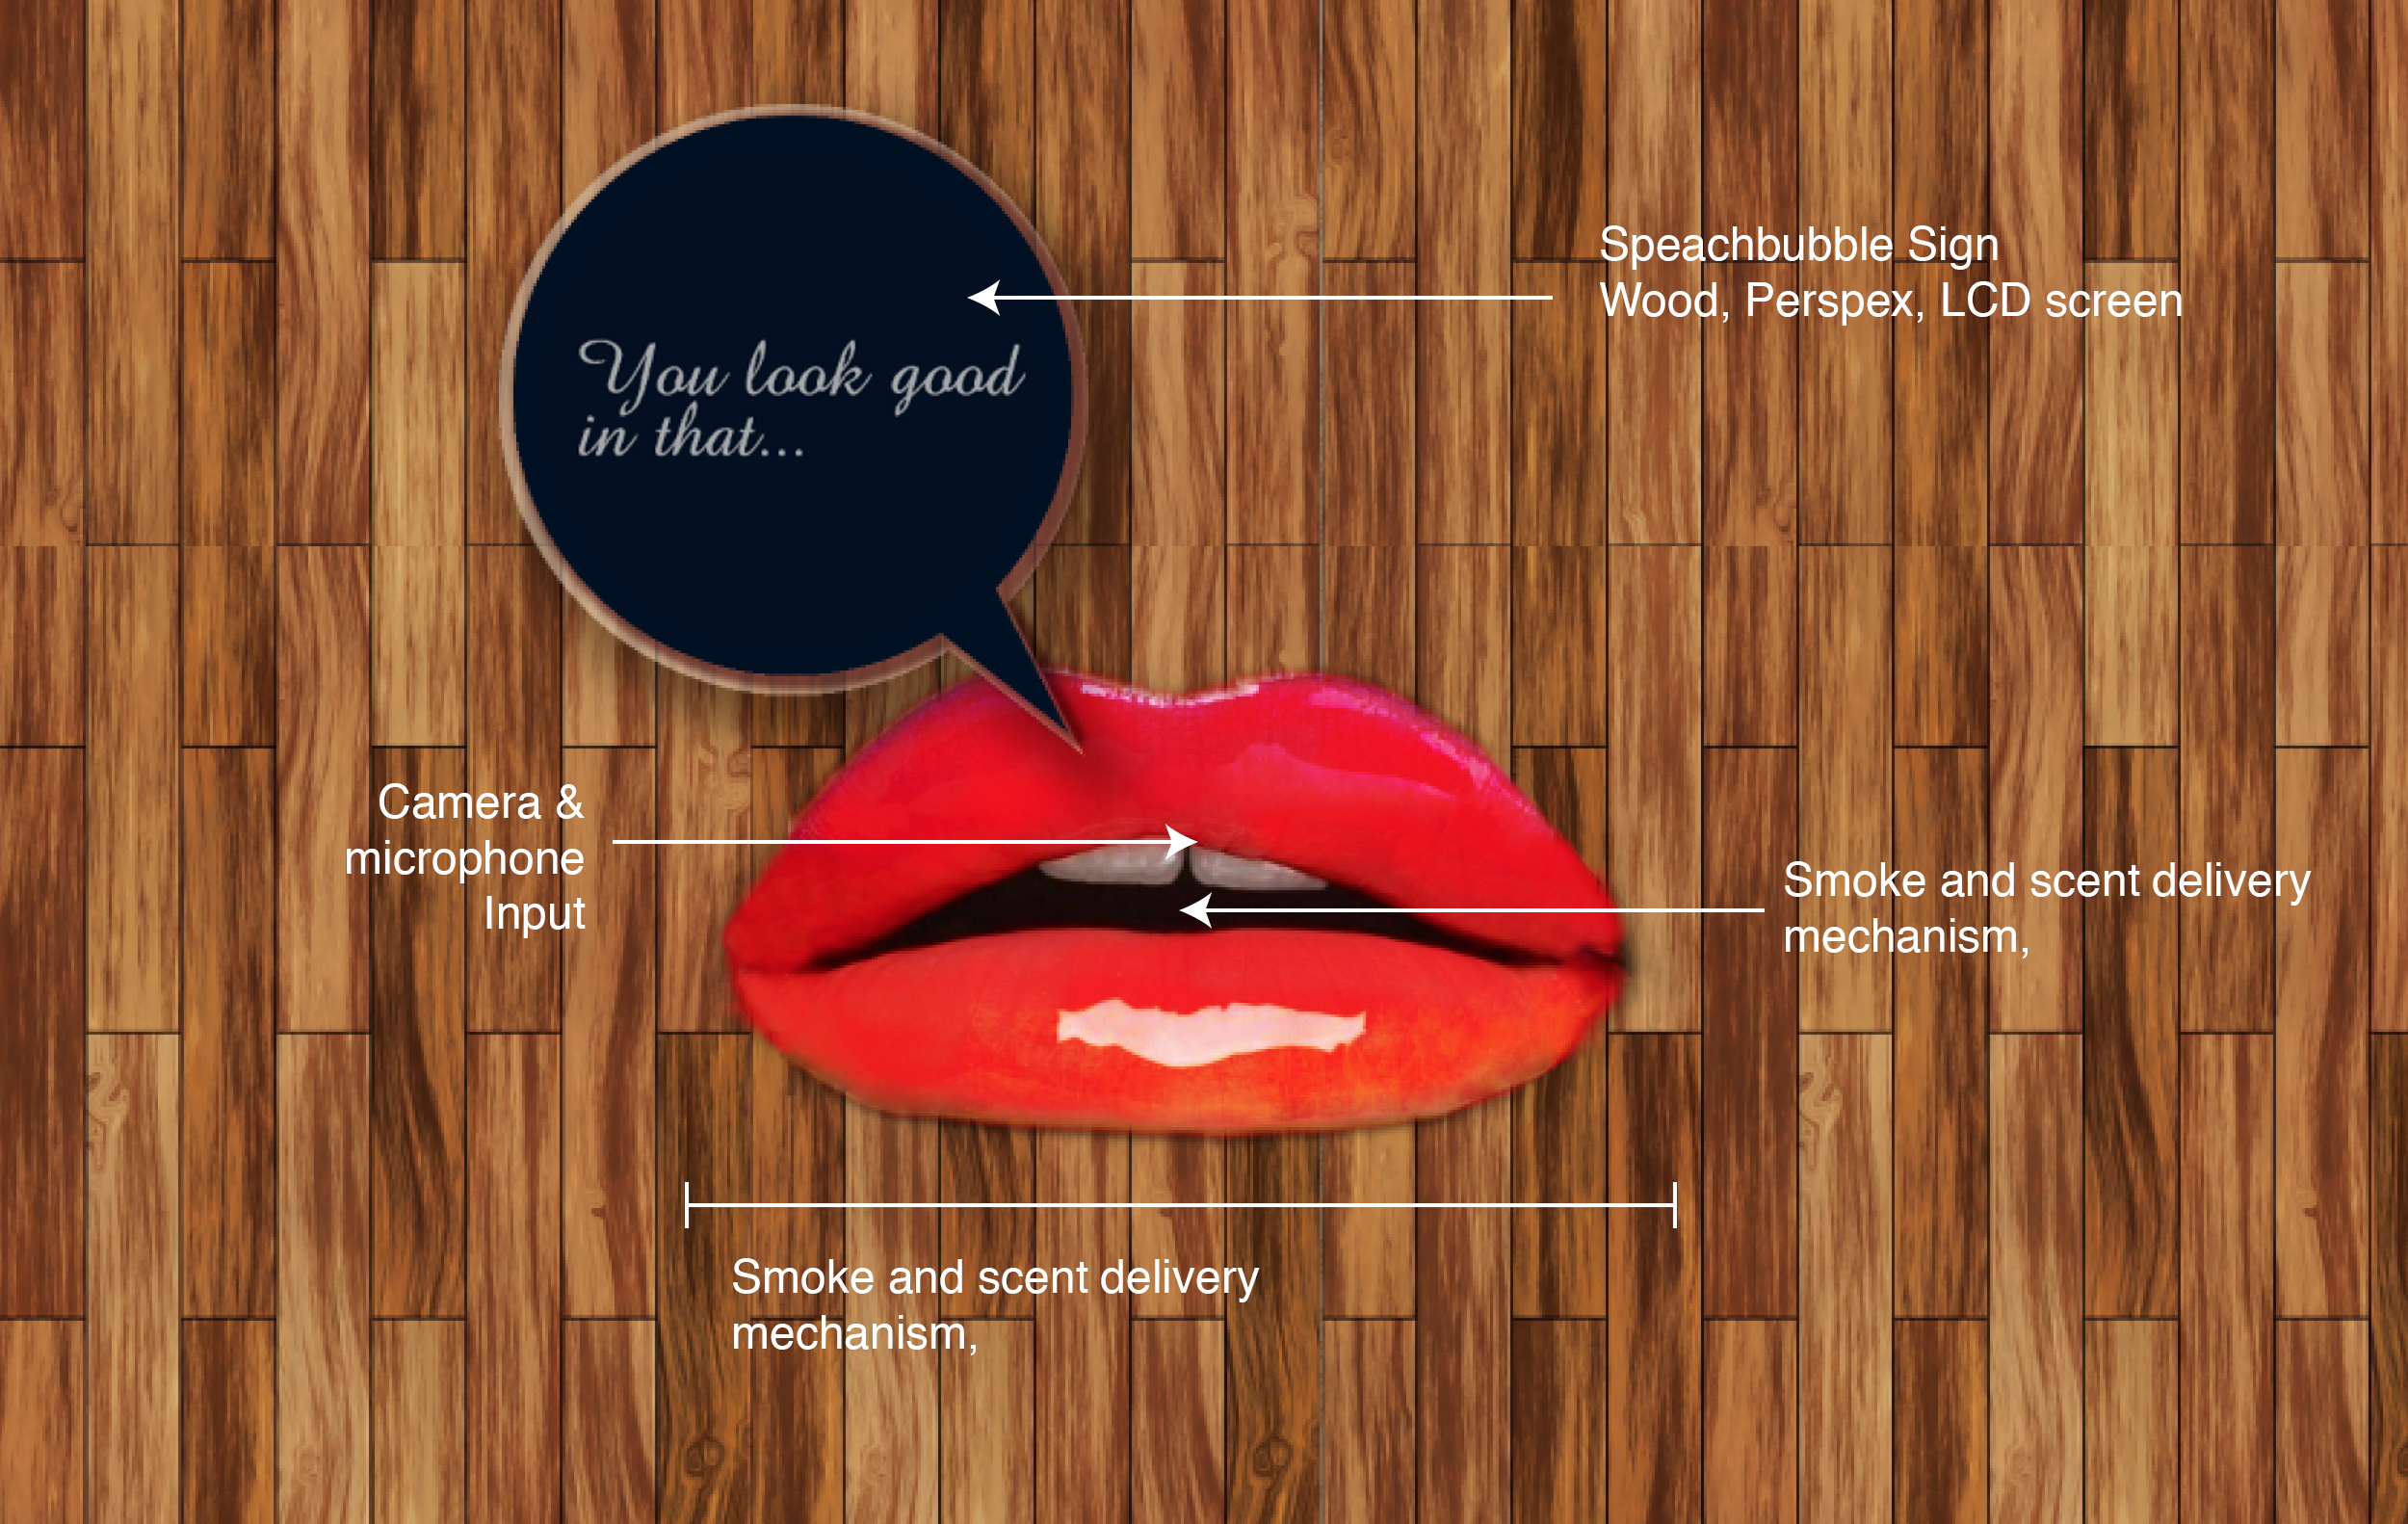 Speachbubble Sign
Wood, Perspex, LCD screen
You look good
in that...
Camera &
microphone
Input
Smoke and scent delivery
mechanism,
Smoke and scent delivery
mechanism,